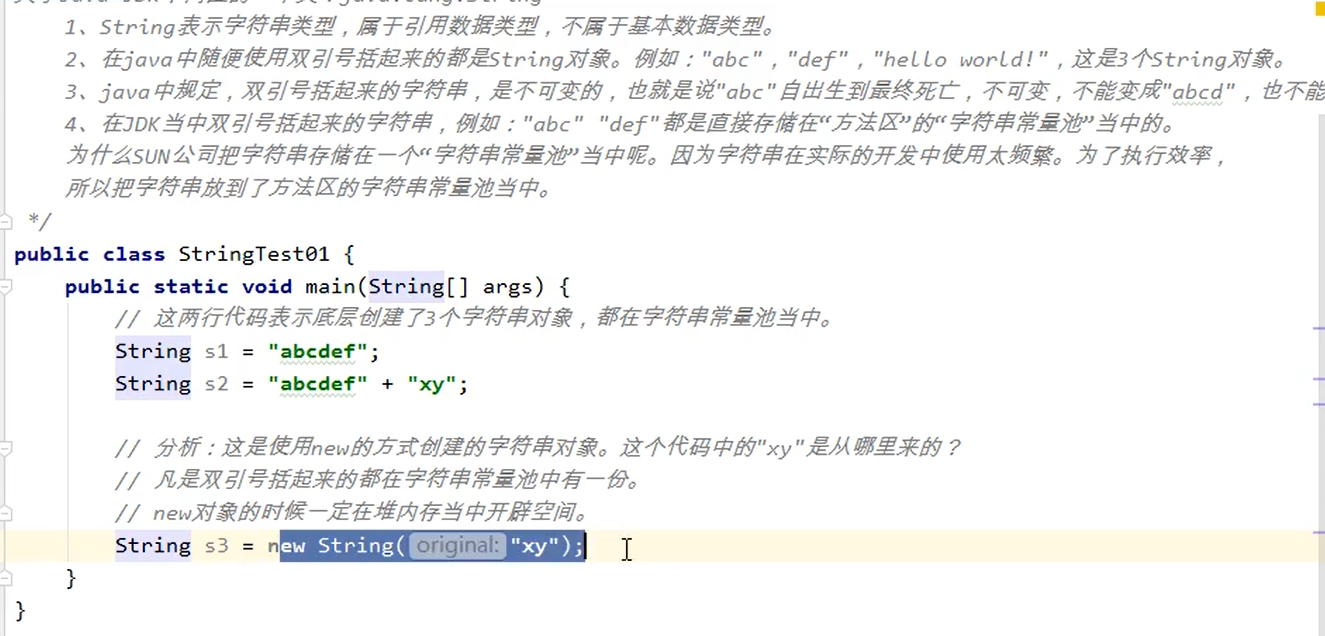 1、String表示字符串类型，属于引用数据类型，不属于基本数据类型。
2、在java中随便使用双引号括起来的都是String对象。例如："abc"，"def"，"hello world!"，这是3个String对象。
3、java中规定，双引号括起来的字符串，是不可变的，也就是说"abc"自出生到最终死亡，不可变，不能变成"abcd"，也不能
4、在JDK当中双引号括起来的字符串，例如："abc" "def"都是直接存储在“方法区”的“字符串常量池”当中的。
为什么SUN公司把字符串存储在一个“字符串常量池”当中呢。因为字符串在实际的开发中使用太频繁。为了执行效率，
所以把字符串放到了方法区的字符串常量池当中。
*/
public class StringTest01 {
public static void main(String[] args) {
// 这两行代码表示底层创建了3个字符串对象，都在字符串常量池当中。
String s1 = "abcdef";
String s2 = "abcdef" + "xy";
// 分析：这是使用new的方式创建的字符串对象。这个代码中的"xy"是从哪里来的？
// 凡是双引号括起来的都在字符串常量池中有一份。
// new对象的时候一定在堆内存当中开辟空间。
String s3 = new String( original: "xy");
}
}